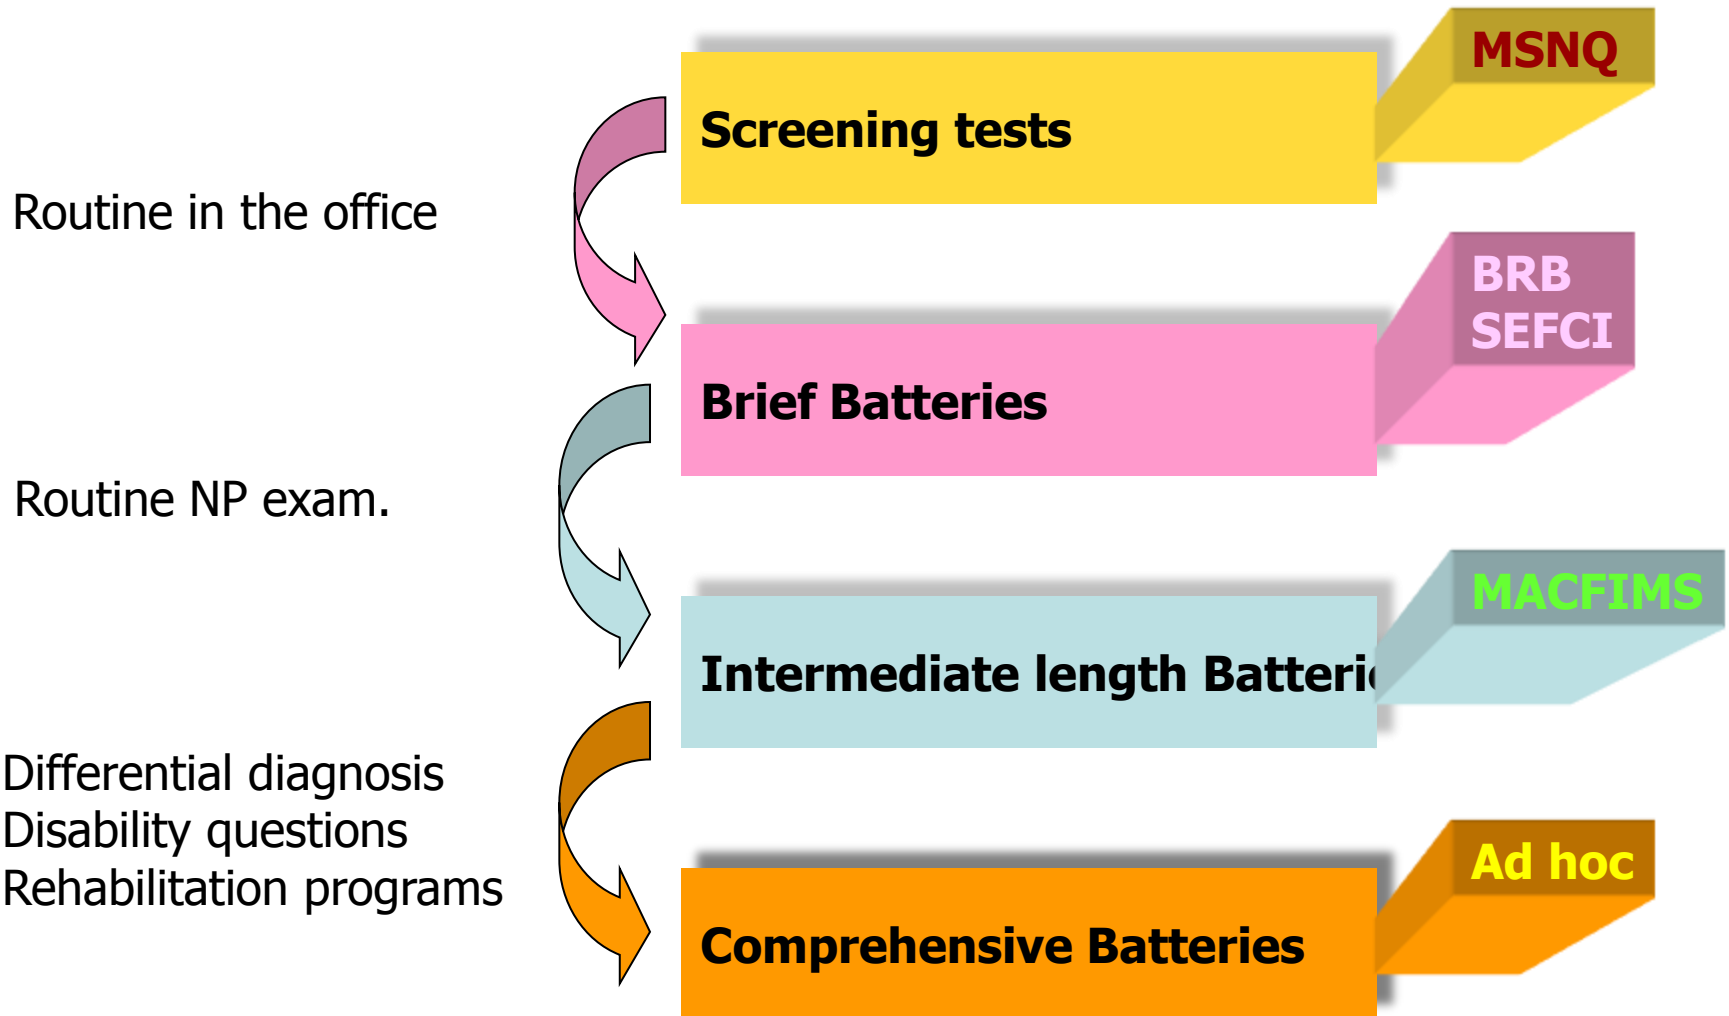 MSNQ
Screening tests
Routine in the office
BRB
SEFCI
Brief Batteries
Routine NP exam.
MACFIMS
Intermediate length Batteri
Differential diagnosis
Disability questions
Rehabilitation programs
Ad hoc
Comprehensive Batteries